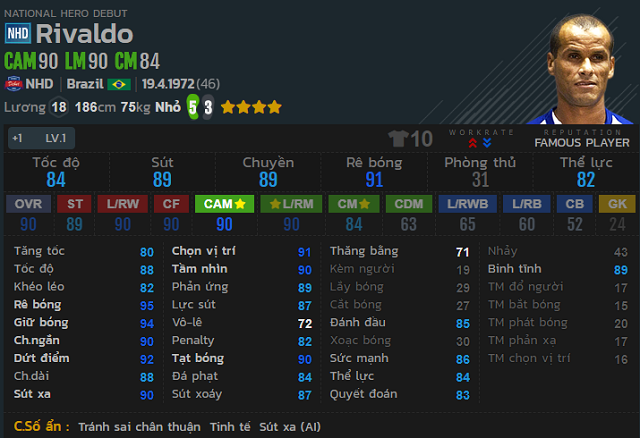 NATIONAL HERO DEBUT
NHD Rivaldo
CAM90 LM90 CM84
NHD Brazil 19.4.1972(46)
Lương 18 186cm 75kg Nhỏ 5 3
+1 LV.1
10
WORKRATE
REPUTATION
FAMOUS PLAYER
Tốc độ Sút Chuyền Rê bóng Phòng thủ Thể lực
84 89 89 91 31 82
OVR ST L/RW CF CAM L/RM CM CDM L/RWB L/RB CB GK
90 89 90 90 90 90 84 63 65 60 52 24
Tăng tốc 80 Chọn vị trí 91 Thăng bằng 71 Nhảy 43
Tốc độ 88 Tầm nhìn 90 Kèm người 19 Bình tĩnh 89
Khéo léo 82 Phản ứng 89 Lấy bóng 29 TM đổ người 17
Rê bóng 95 Lực sút 87 Cắt bóng 27 TM bắt bóng 15
Giữ bóng 94 Vô-lê 72 Đánh đầu 85 TM phát bóng 20
Ch.ngắn 90 Penalty 82 Xoạc bóng 30 TM phản xạ 17
Dứt điểm 92 Tạt bóng 90 Sức mạnh 86 TM chọn vị trí 16
Ch.dài 88 Đá phạt 84 Thể lực 84
Sút xa 90 Sút xoáy 87 Quyết đoán 83
C.Số ẩn : Tránh sai chân thuận Tinh tế Sút xa (AI)